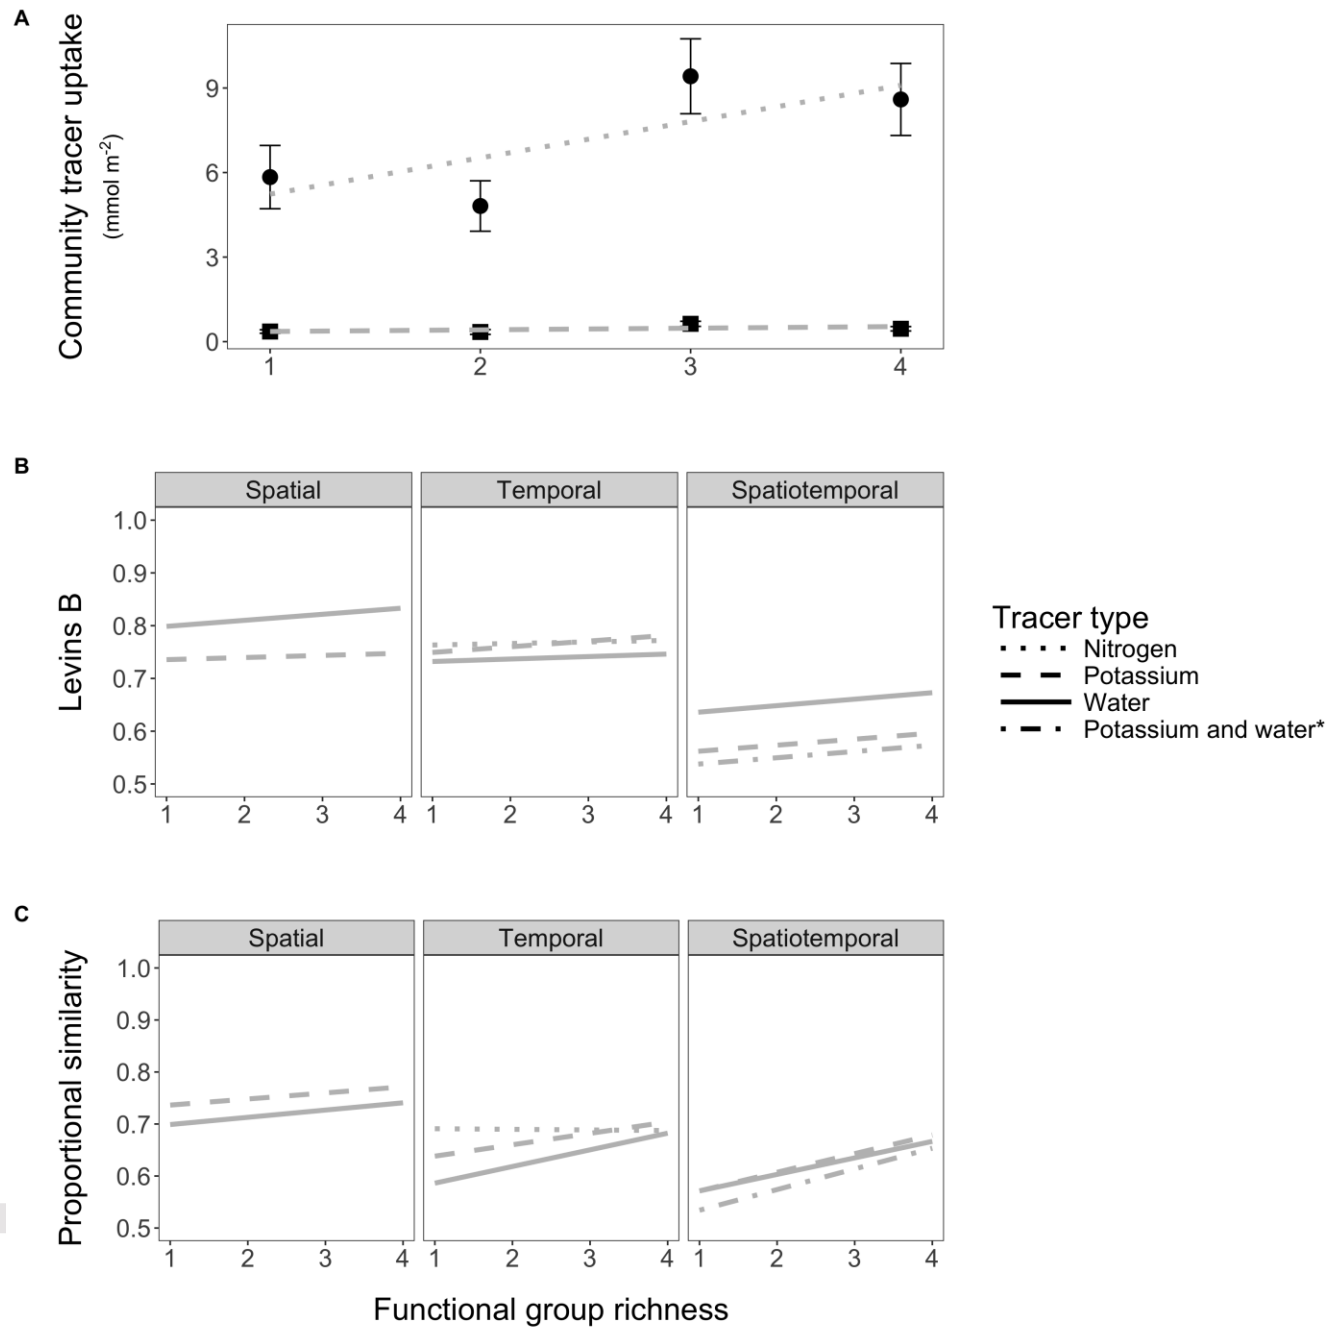 A
Community tracer uptake
(mmol m-2)
9
6
3
0
1 2 3 4
B
Levins B
Spatial Temporal Spatiotemporal
1.0
0.9
0.8
0.7
0.6
0.5
1 2 3 4 1 2 3 4 1 2 3 4
Tracer type
Nitrogen
Potassium
Water
Potassium and water*
C
Proportional similarity
Spatial Temporal Spatiotemporal
1.0
0.9
0.8
0.7
0.6
0.5
1 2 3 4 1 2 3 4 1 2 3 4
Functional group richness